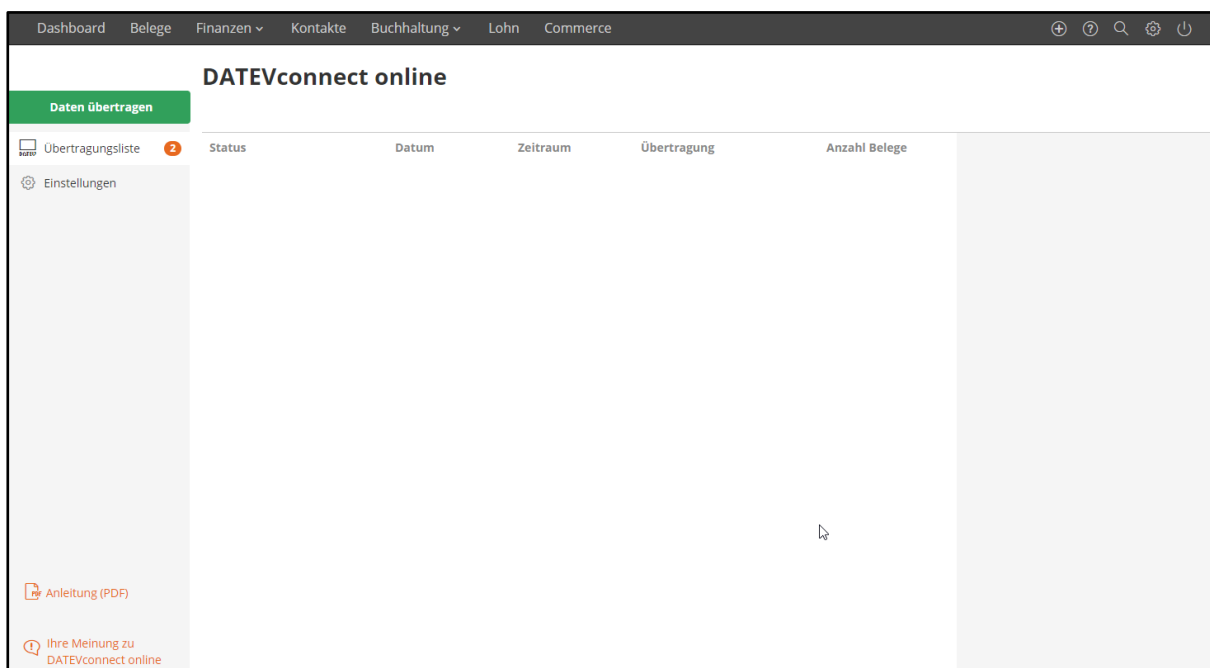 Dashboard Belege Finanzen Kontakte Buchhaltung Lohn Commerce
DATEVconnect online
Daten übertragen
Übertragungsliste 2
Einstellungen
Status Datum Zeitraum Übertragung Anzahl Belege
PDF Anleitung (PDF)
Ihre Meinung zu
DATEVconnect online